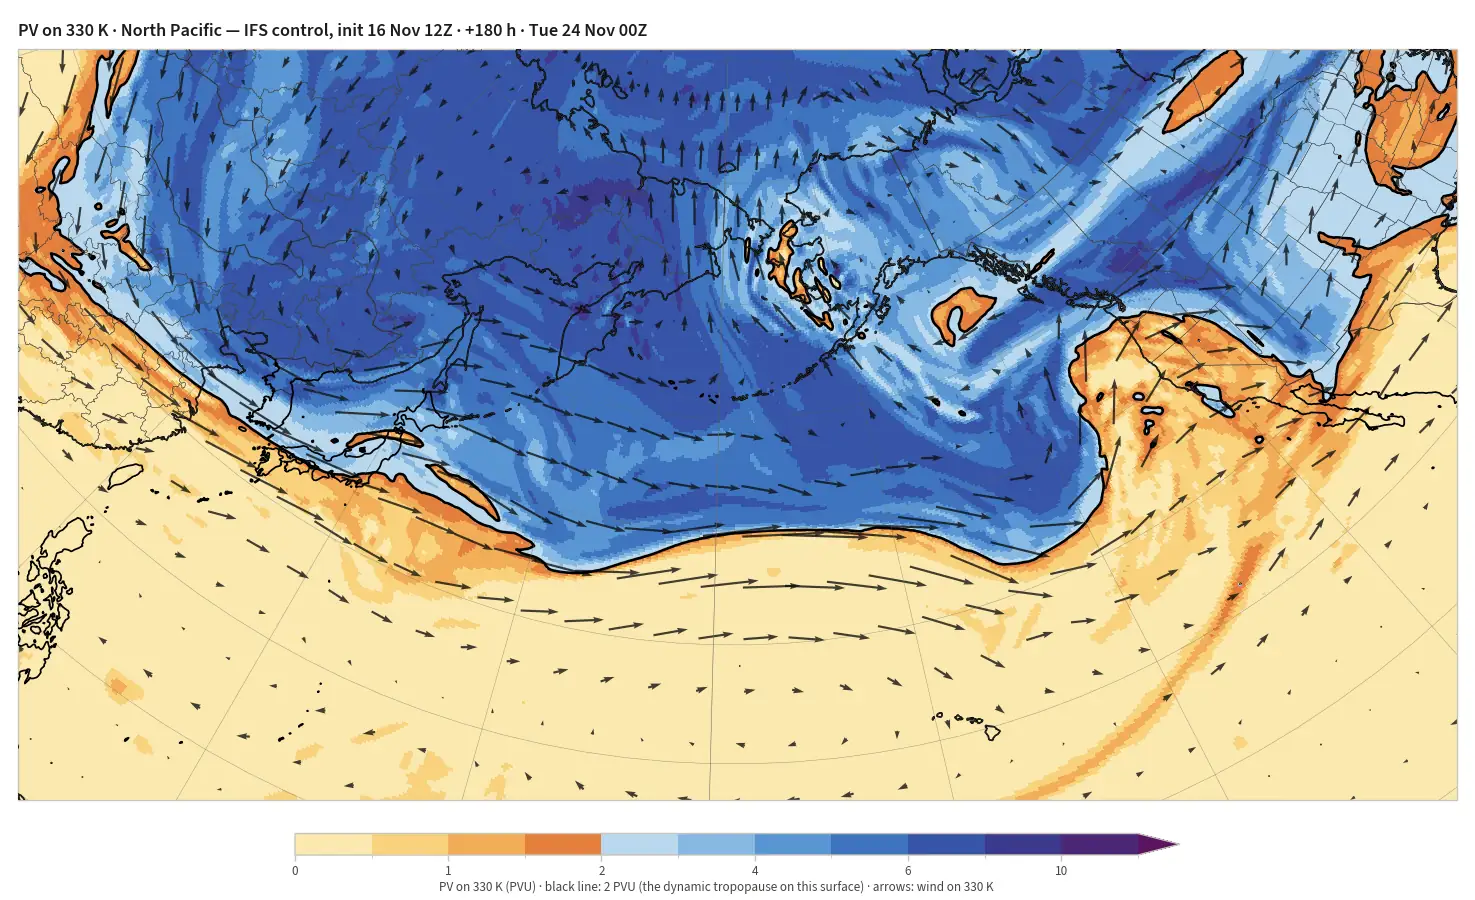 PV on 330 K · North Pacific — IFS control, init 16 Nov 12Z · +180 h · Tue 24 Nov 00Z
0 1 2 4 6 10
PV on 330 K (PVU) · black line: 2 PVU (the dynamic tropopause on this surface) · arrows: wind on 330 K